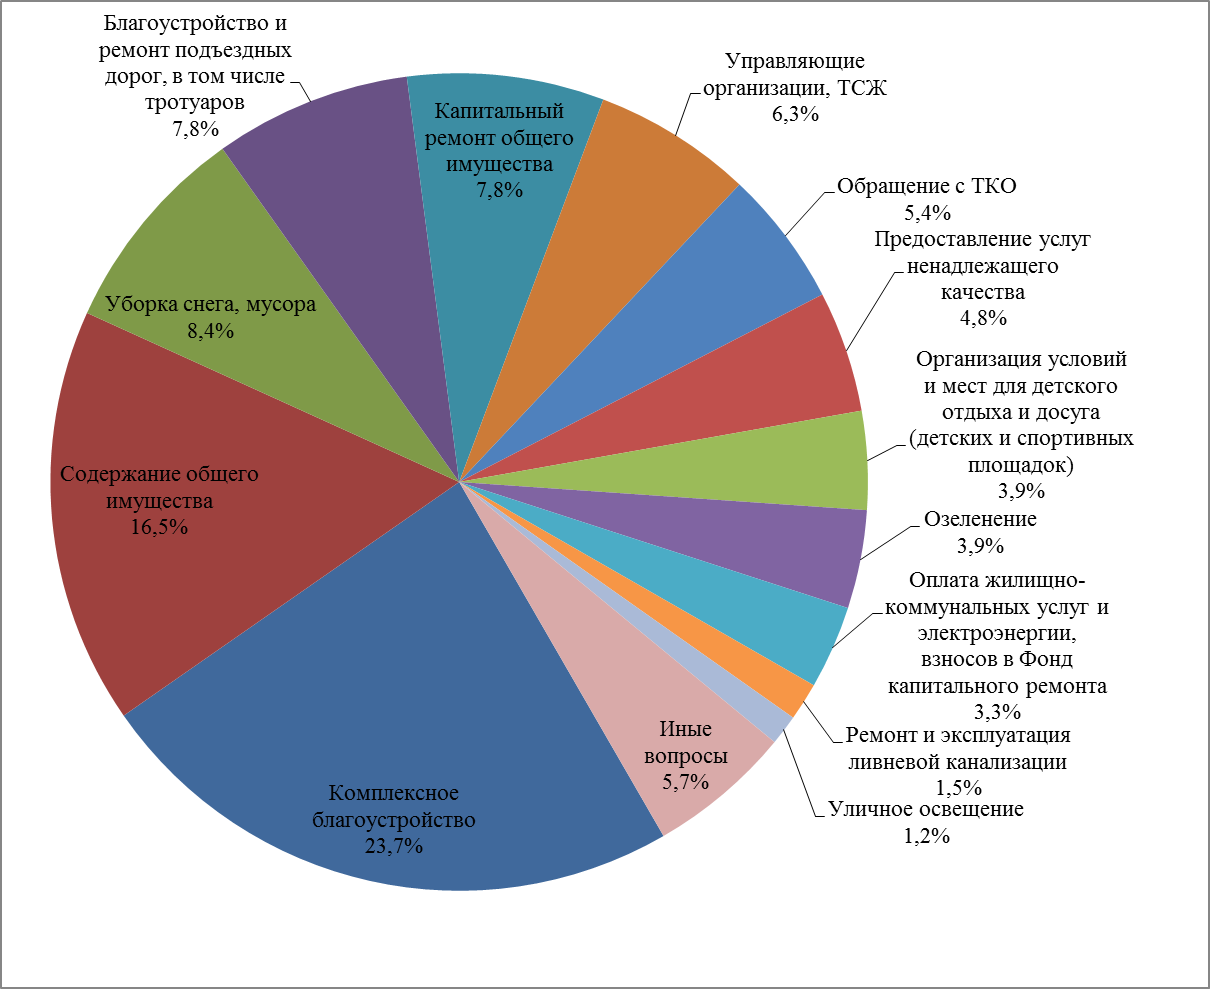 Благоустройство и
ремонт подъездных
дорог, в том числе
тротуаров
7,8%
Капитальный
ремонт общего
имущества
7,8%
Управляющие
организации, ТСЖ
6,3%
Обращение с ТКО
5,4%
Предоставление услуг
ненадлежащего
качества
4,8%
Организация условий
и мест для детского
отдыха и досуга
(детских и спортивных
площадок)
3,9%
Озеленение
3,9%
Оплата жилищно-
коммунальных услуг и
электроэнергии,
взносов в Фонд
капитального ремонта
3,3%
Ремонт и эксплуатация
ливневой канализации
1,5%
Уличное освещение
1,2%
Иные
вопросы
5,7%
Комплексное
благоустройство
23,7%
Содержание общего
имущества
16,5%
Уборка снега, мусора
8,4%